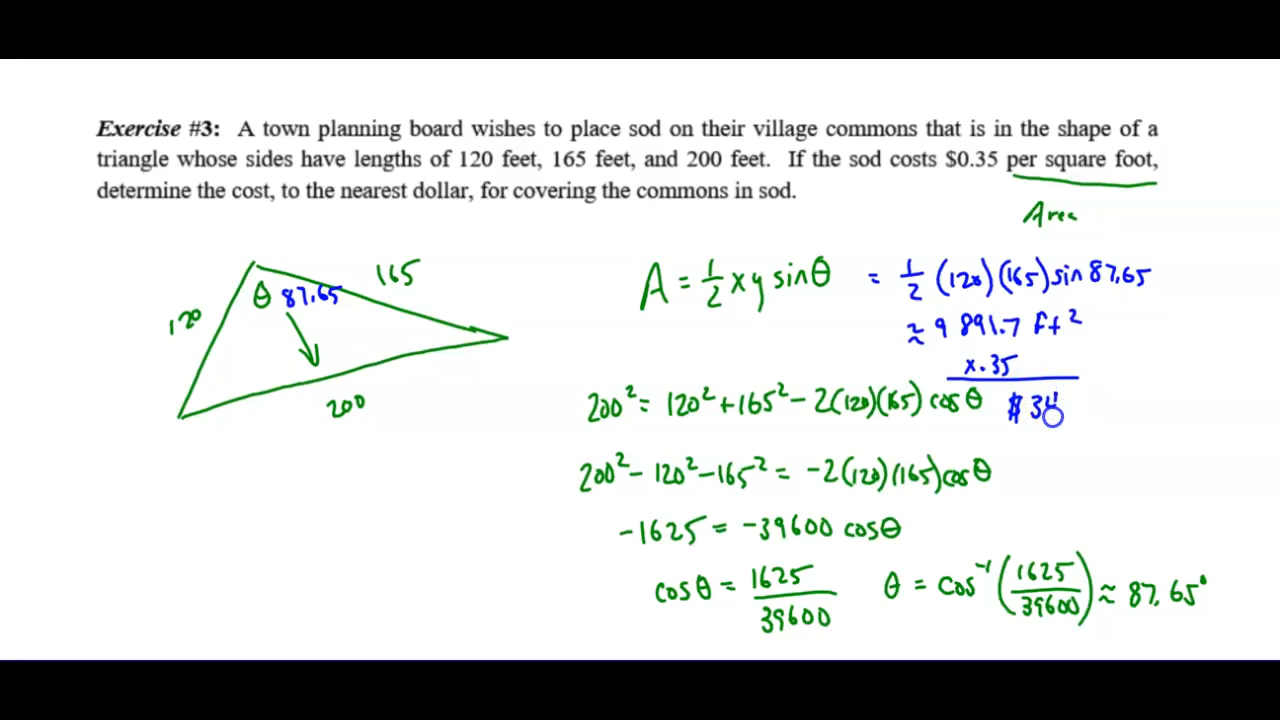 Exercise #3: A town planning board wishes to place sod on their village commons that is in the shape of a
triangle whose sides have lengths of 120 feet, 165 feet, and 200 feet. If the sod costs $0.35 per square foot,
determine the cost, to the nearest dollar, for covering the commons in sod.
Area
165
θ 87.65
120
200
A = 1/2 xy sinθ = 1/2 (120)(165) sin 87.65
≈ 9891.7 ft²
x.35
200² = 120² + 165² - 2(120)(165) cosθ
$ 34
200² - 120² - 165² = -2(120)(165) cosθ
-1625 = -39600 cosθ
cosθ = 1625/39600
θ = cos⁻¹(1625/39600) ≈ 87.65°